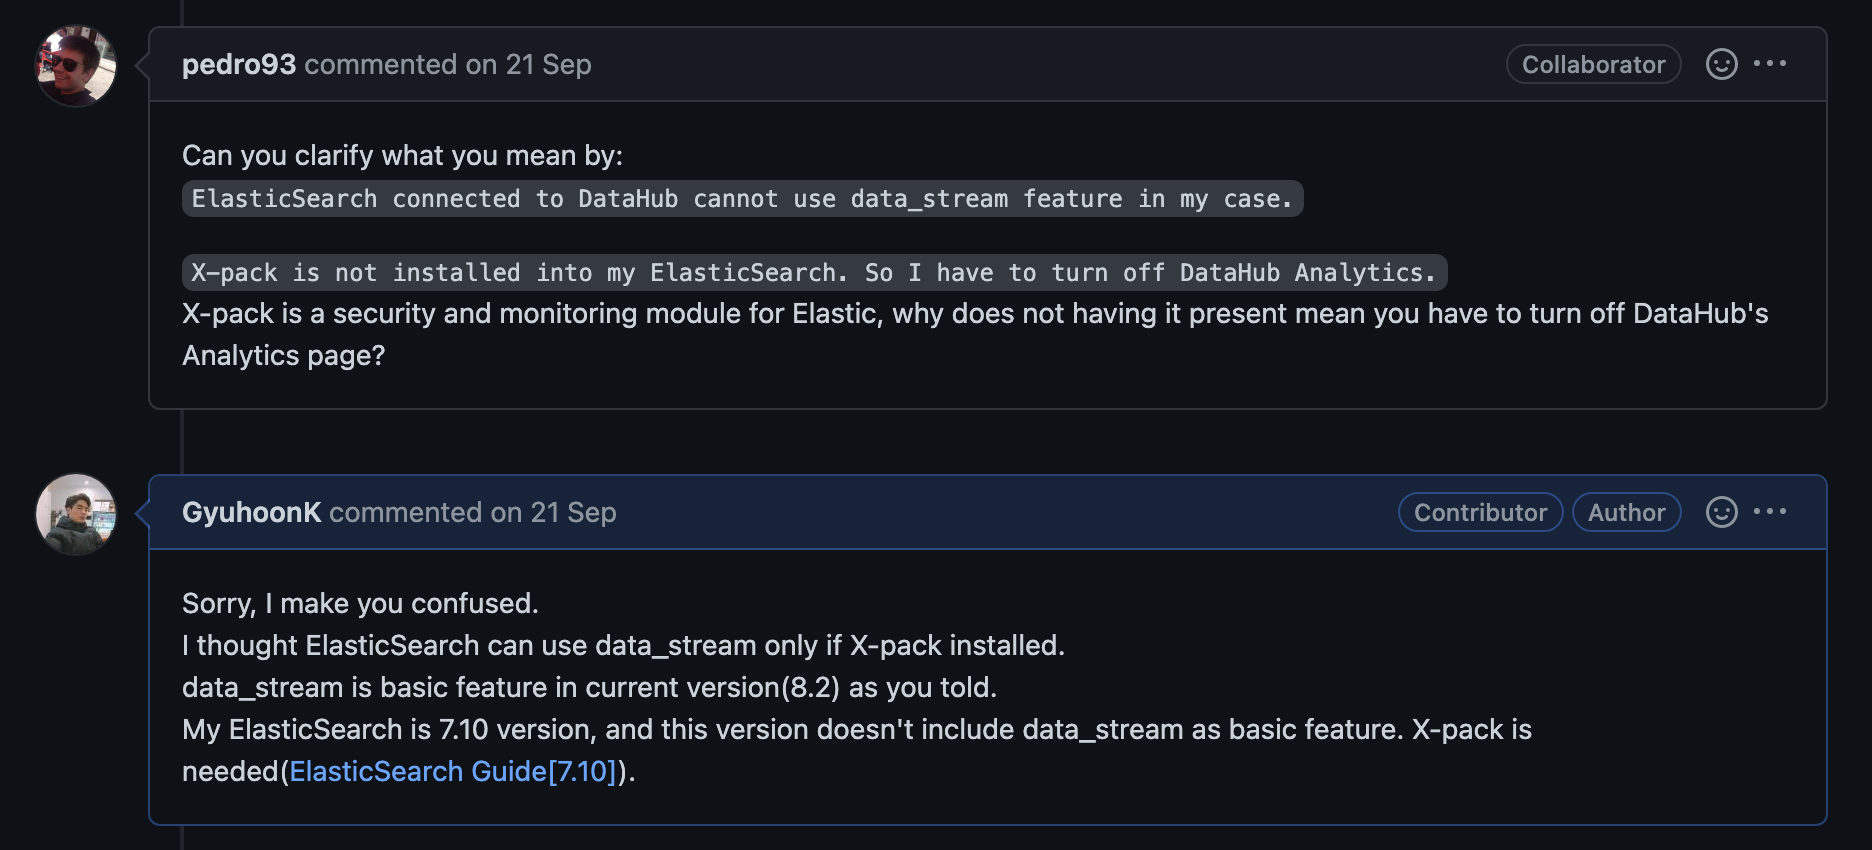 pedro93 commented on 21 Sep
Collaborator
Can you clarify what you mean by:
ElasticSearch connected to DataHub cannot use data_stream feature in my case.
X-pack is not installed into my ElasticSearch. So I have to turn off DataHub Analytics.
X-pack is a security and monitoring module for Elastic, why does not having it present mean you have to turn off DataHub's
Analytics page?
GyuhoonK commented on 21 Sep
Contributor
Author
Sorry, I make you confused.
I thought ElasticSearch can use data_stream only if X-pack installed.
data_stream is basic feature in current version(8.2) as you told.
My ElasticSearch is 7.10 version, and this version doesn't include data_stream as basic feature. X-pack is
needed(ElasticSearch Guide[7.10]).